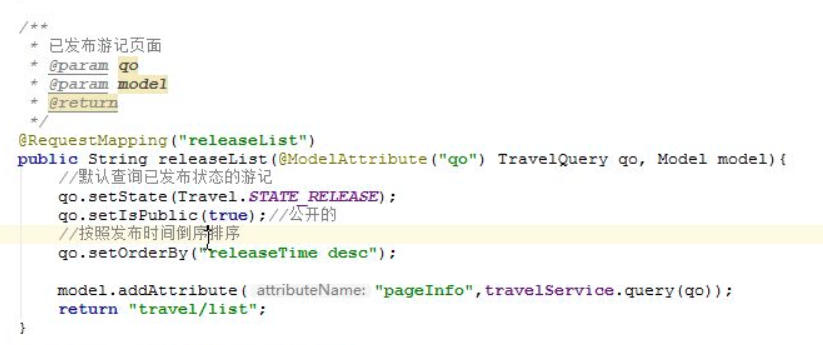 /**
 * 已发布游记页面
 * @param qo
 * @param model
 * @return
 */
@RequestMapping("releaseList")
public String releaseList(@ModelAttribute("qo") TravelQuery qo, Model model){
    //默认查询已发布状态的游记
    qo.setState(Travel.STATE_RELEASE);
    qo.setIsPublic(true);//公开的
    //按照发布时间倒序排序
    qo.setOrderBy("releaseTime desc");
    model.addAttribute( attributeName: "pageInfo",travelService.query(qo));
    return "travel/list";
}